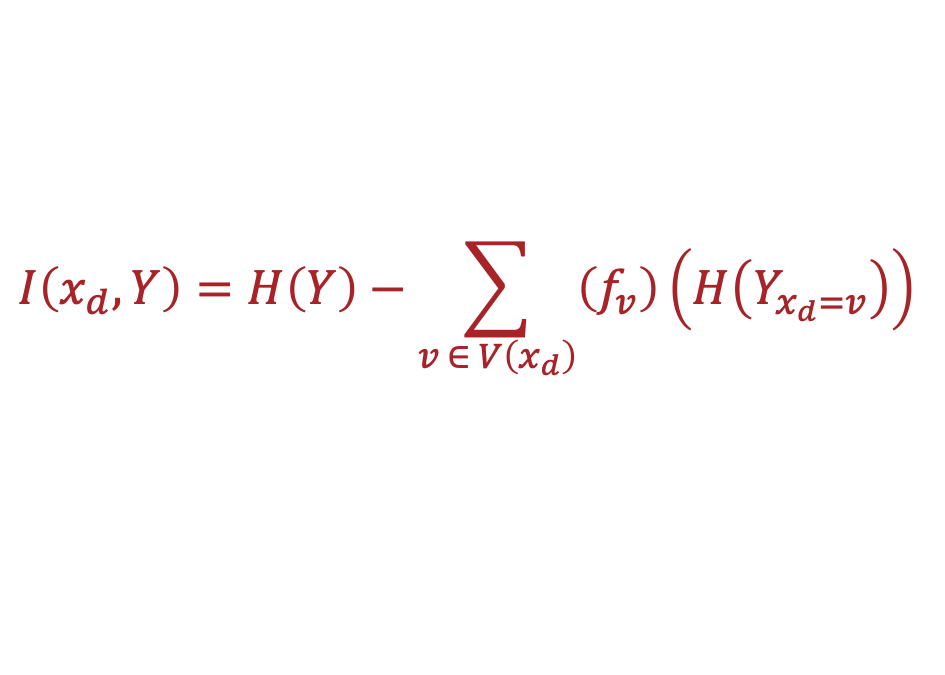 I(x_d, Y) = H(Y) − ∑_{v ∈ V(x_d)} (f_v) (H(Y_{x_d=v}))